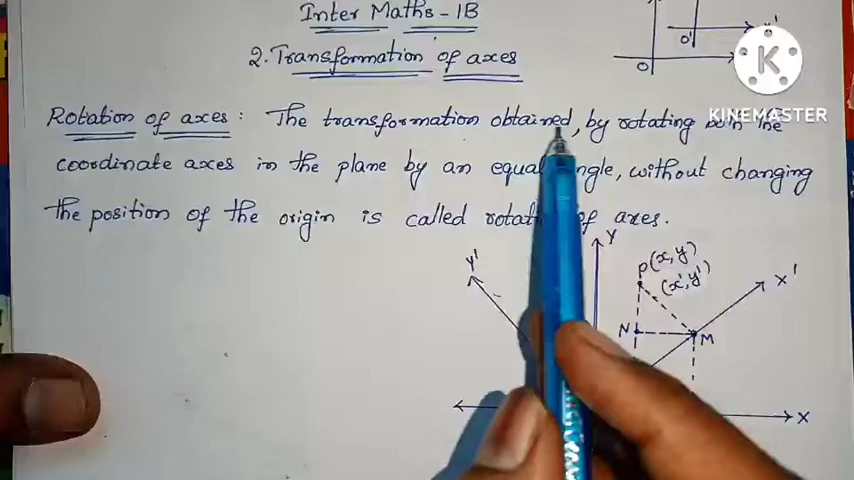 Inter Maths - 1B
2. Transformation of axes
O'
X'
O
KINEMASTER
Rotation of axes : The transformation obtained, by rotating both the
coordinate axes in the plane by an equal angle, without changing
the position of the origin is called rotation of axes.
Y
Y'
P(x, y)
(x', y')
X'
N
M
X